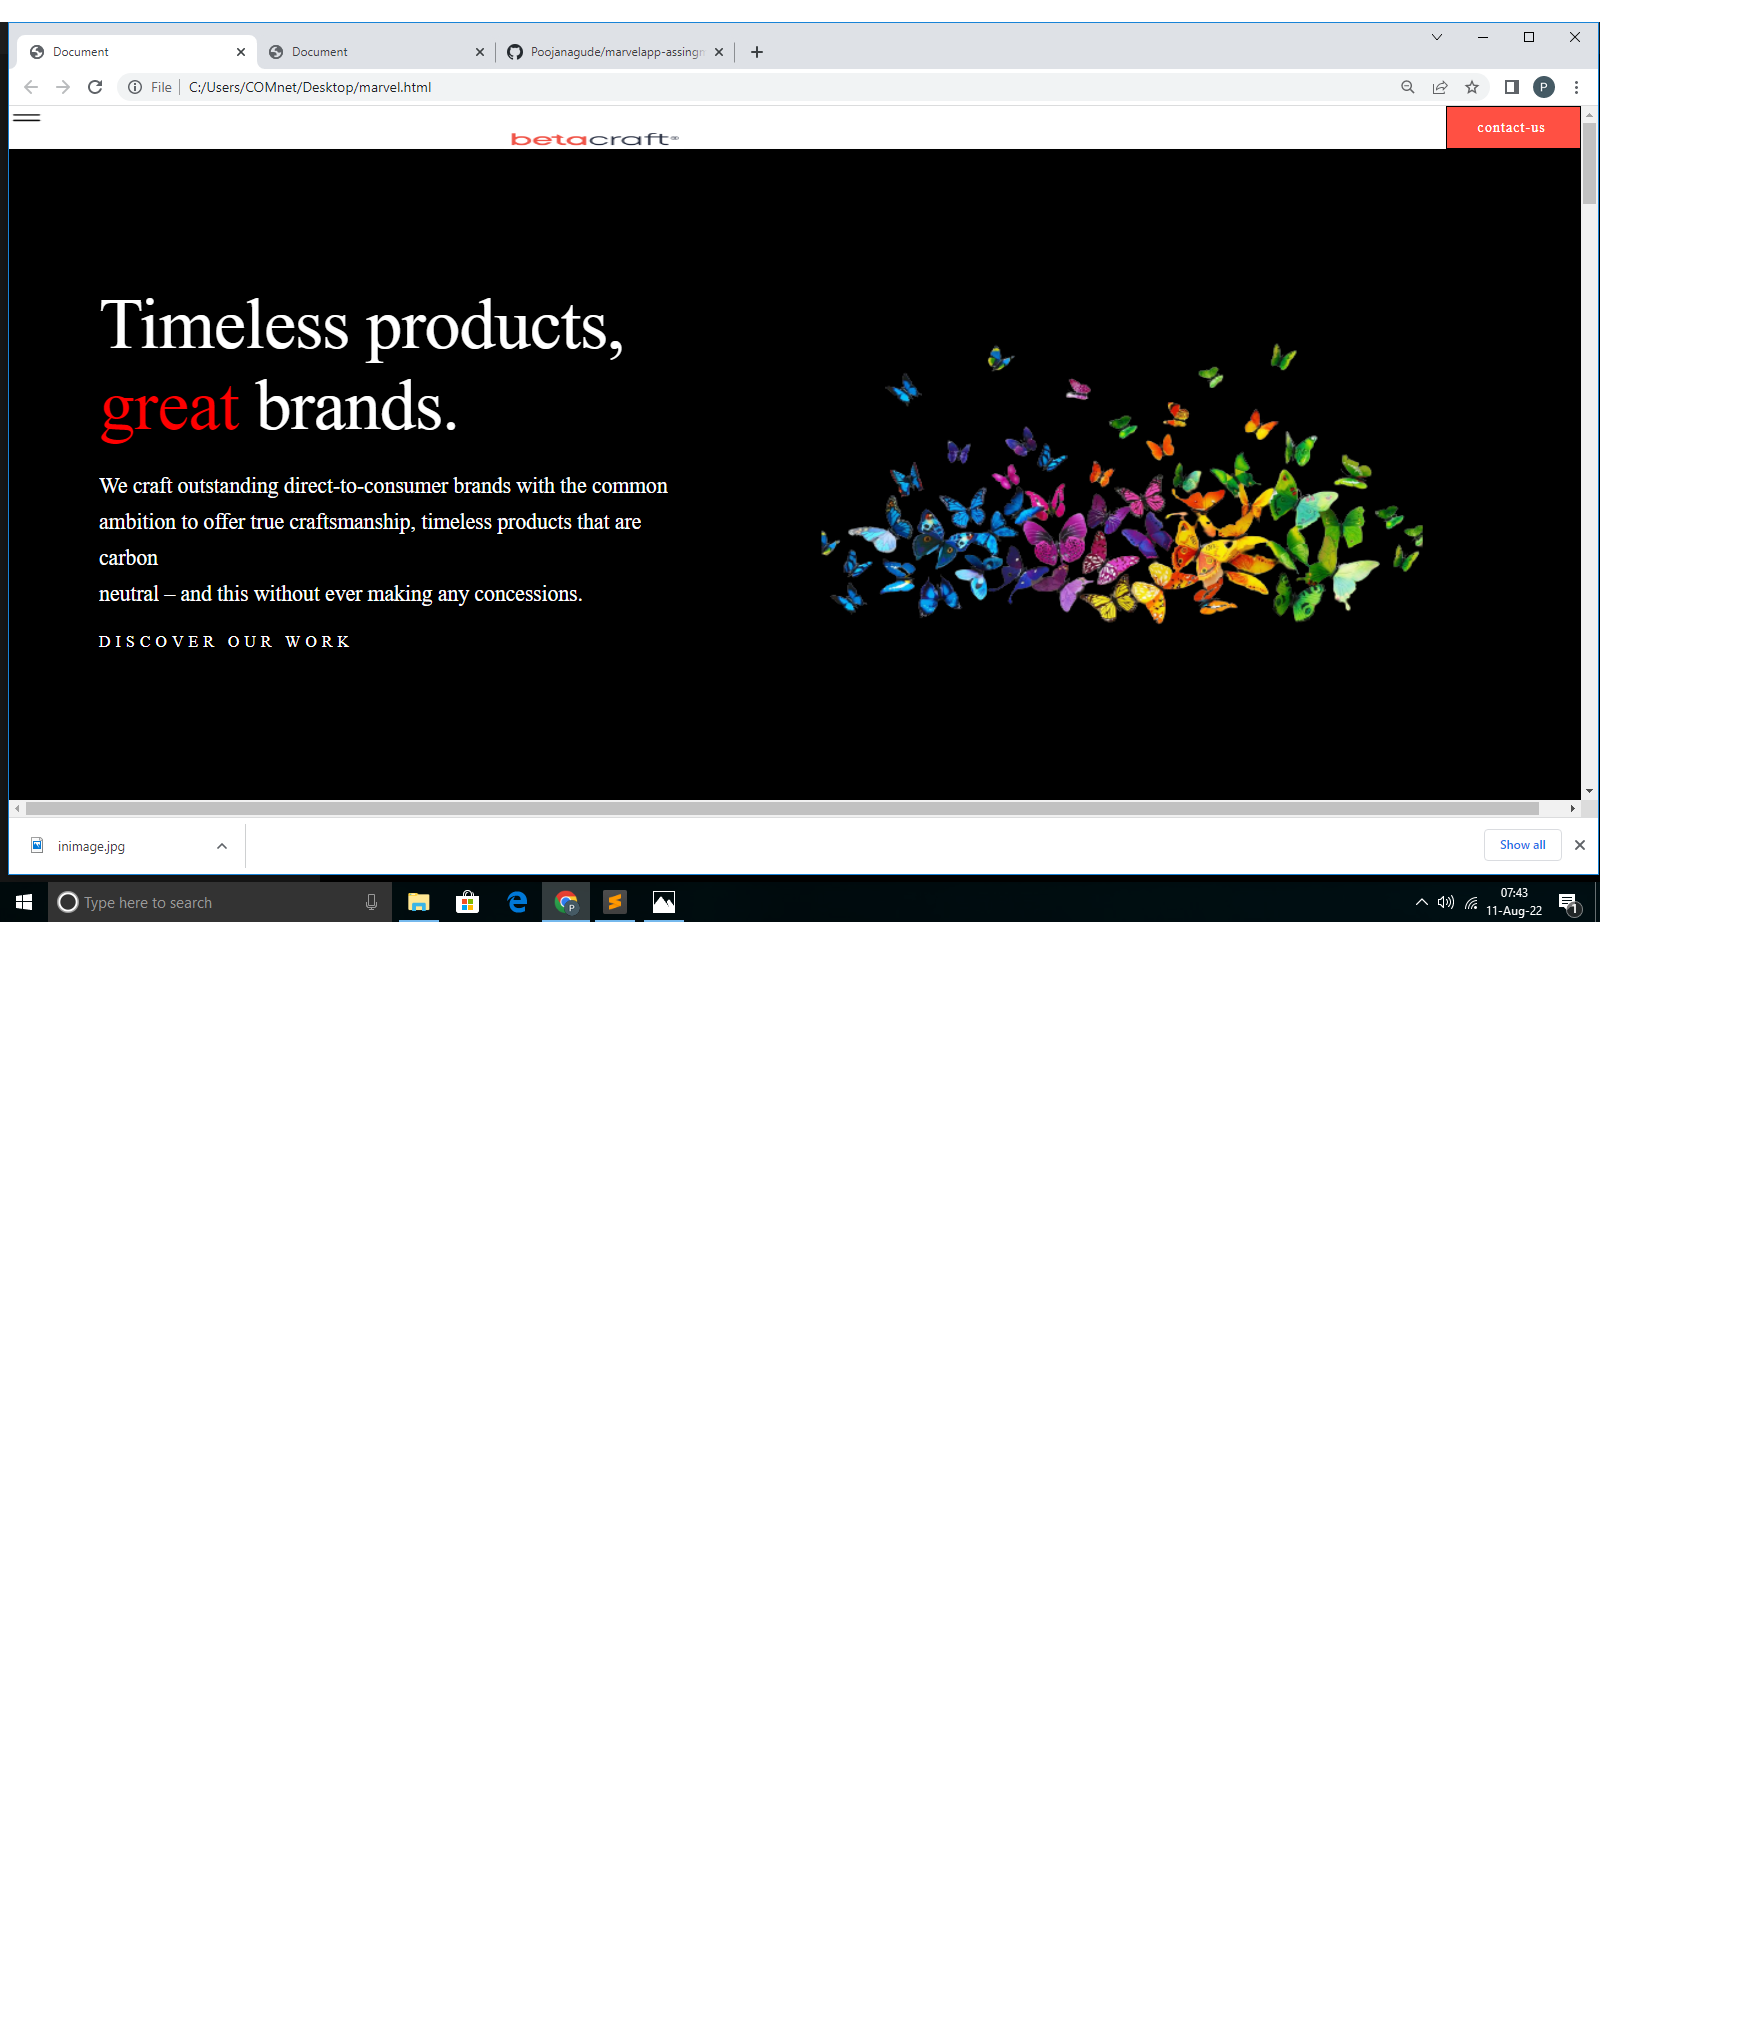 Document
Document
Poojanagude/marvelapp-assing
File
C:/Users/COMnet/Desktop/marvel.html
P
betacraft®
contact-us
Timeless products,
great brands.
We craft outstanding direct-to-consumer brands with the common
ambition to offer true craftsmanship, timeless products that are
carbon
neutral – and this without ever making any concessions.
DISCOVER OUR WORK
inimage.jpg
Show all
Type here to search
P
07:43
11-Aug-22
1